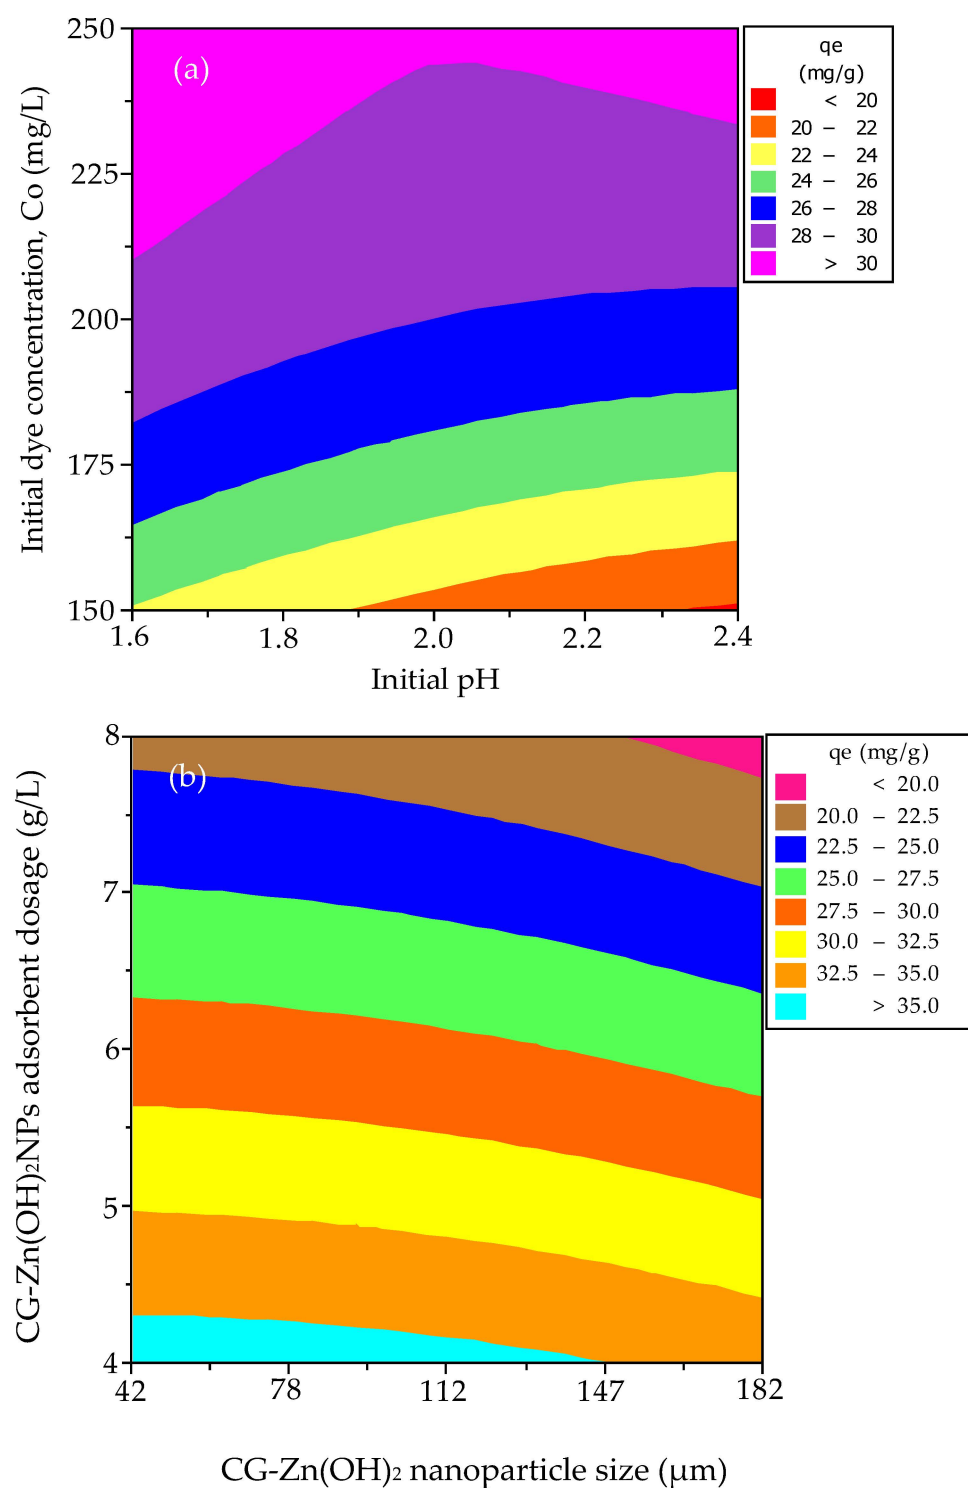 250
225
200
175
150
Initial dye concentration, Co (mg/L)
(a)
1.6 1.8 2.0 2.2 2.4
Initial pH
qe
(mg/g)
< 20
20 – 22
22 – 24
24 – 26
26 – 28
28 – 30
> 30
8
7
6
5
4
CG-Zn(OH)₂NPs adsorbent dosage (g/L)
(b)
42 78 112 147 182
CG-Zn(OH)₂ nanoparticle size (µm)
qe (mg/g)
< 20.0
20.0 – 22.5
22.5 – 25.0
25.0 – 27.5
27.5 – 30.0
30.0 – 32.5
32.5 – 35.0
> 35.0